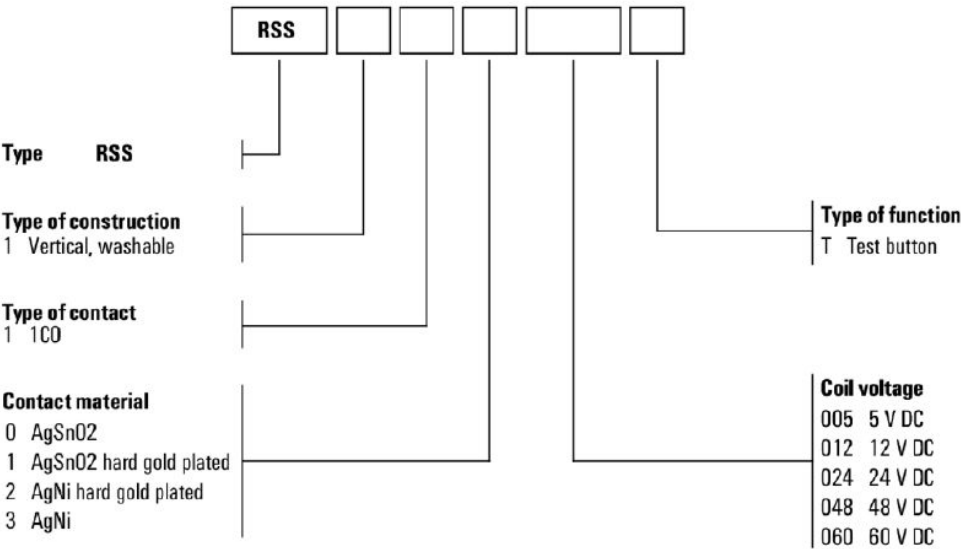 RSS
Type RSS
Type of construction
1 Vertical, washable
Type of contact
1 1CO
Contact material
0 AgSnO2
1 AgSnO2 hard gold plated
2 AgNi hard gold plated
3 AgNi
Type of function
T Test button
Coil voltage
005 5 V DC
012 12 V DC
024 24 V DC
048 48 V DC
060 60 V DC